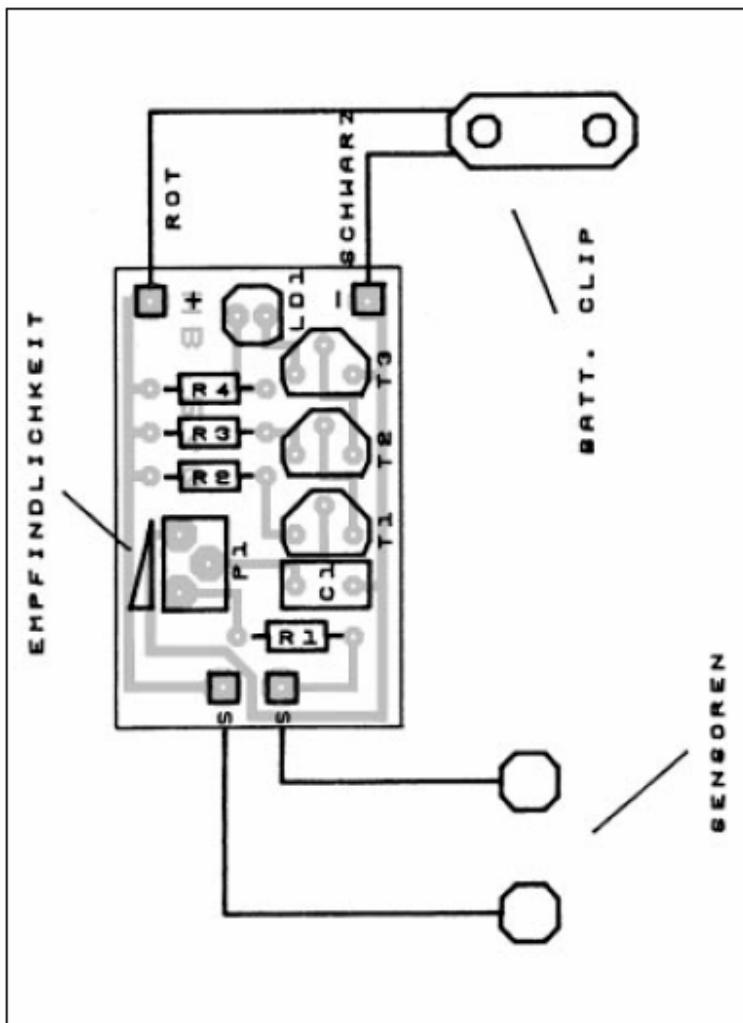 ROT
SCHWARZ
BATT. CLIP
EMPFINDLICHKEIT
+
-
LD1
R4
T3
R3
T2
R2
T1
P1
C1
R1
S
S
SENSOREN